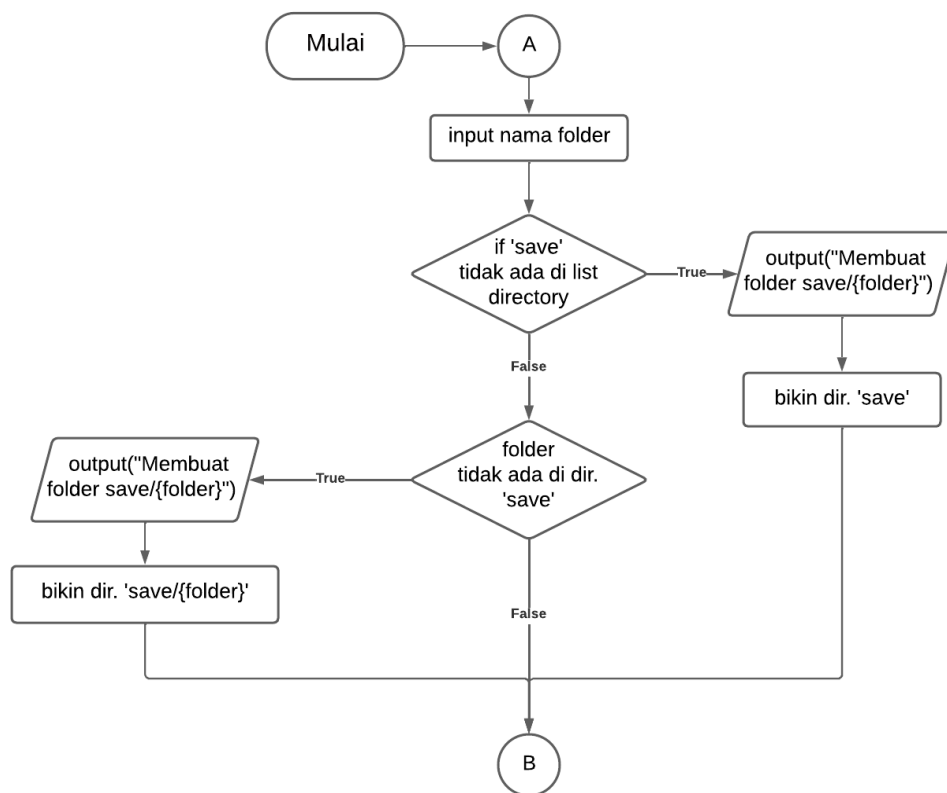 Mulai
A
input nama folder
if 'save'
tidak ada di list
directory
True
output("Membuat
folder save/{folder}")
bikin dir. 'save'
False
folder
tidak ada di dir.
'save'
True
output("Membuat
folder save/{folder}")
bikin dir. 'save/{folder}'
False
B